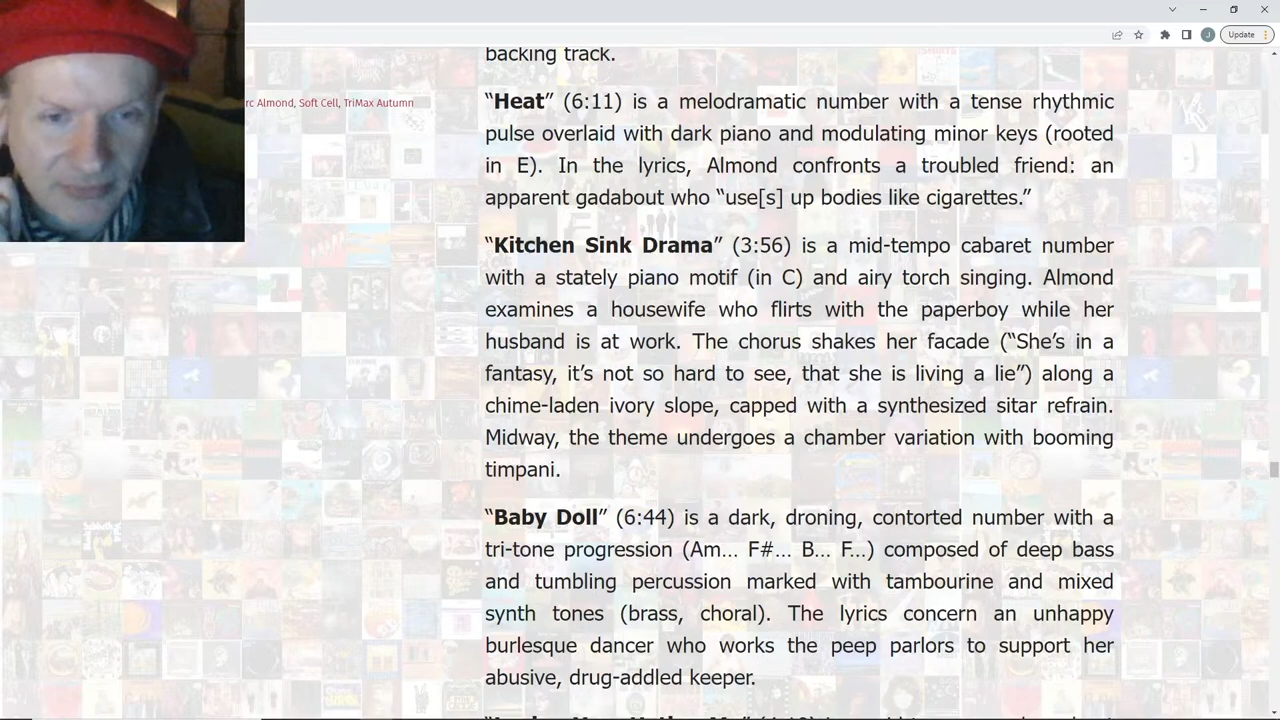 Update
rc Almond, Soft Cell, TriMax Autumn
backing track.
“Heat” (6:11) is a melodramatic number with a tense rhythmic
pulse overlaid with dark piano and modulating minor keys (rooted
in E). In the lyrics, Almond confronts a troubled friend: an
apparent gadabout who “use[s] up bodies like cigarettes.”
“Kitchen Sink Drama” (3:56) is a mid-tempo cabaret number
with a stately piano motif (in C) and airy torch singing. Almond
examines a housewife who flirts with the paperboy while her
husband is at work. The chorus shakes her facade (“She’s in a
fantasy, it’s not so hard to see, that she is living a lie”) along a
chime-laden ivory slope, capped with a synthesized sitar refrain.
Midway, the theme undergoes a chamber variation with booming
timpani.
“Baby Doll” (6:44) is a dark, droning, contorted number with a
tri-tone progression (Am… F#… B… F…) composed of deep bass
and tumbling percussion marked with tambourine and mixed
synth tones (brass, choral). The lyrics concern an unhappy
burlesque dancer who works the peep parlors to support her
abusive, drug-addled keeper.